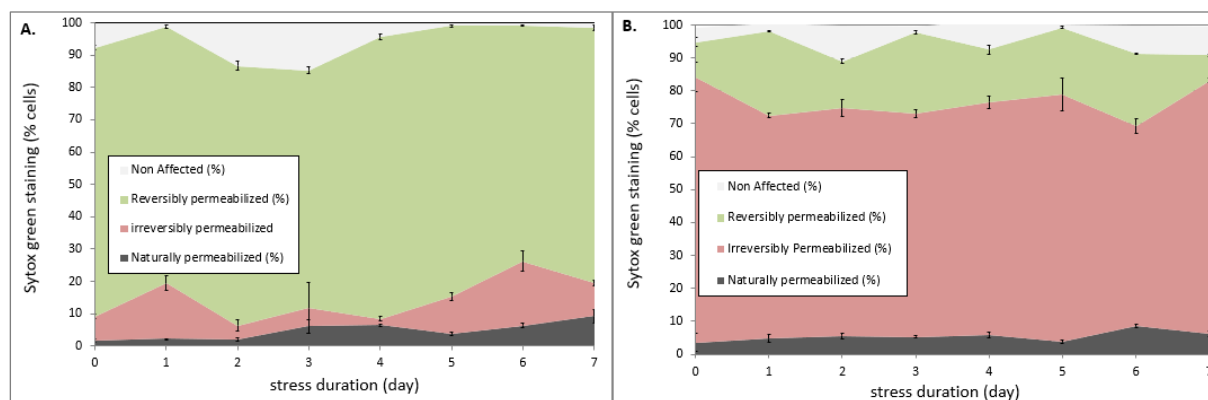 A.
100
90
80
70
60
50
40
30
20
10
0
Sytox green staining (% cells)
Non Affected (%)
Reversibly permeabilized (%)
irreversibly permeabilized
Naturally permeabilized (%)
0 1 2 3 4 5 6 7
stress duration (day)
B.
100
90
80
70
60
50
40
30
20
10
0
Sytox green staining (% cells)
Non Affected (%)
Reversibly permeabilized (%)
Irreversibly Permeabilized (%)
Naturally permeabilized (%)
0 1 2 3 4 5 6 7
stress duration (day)